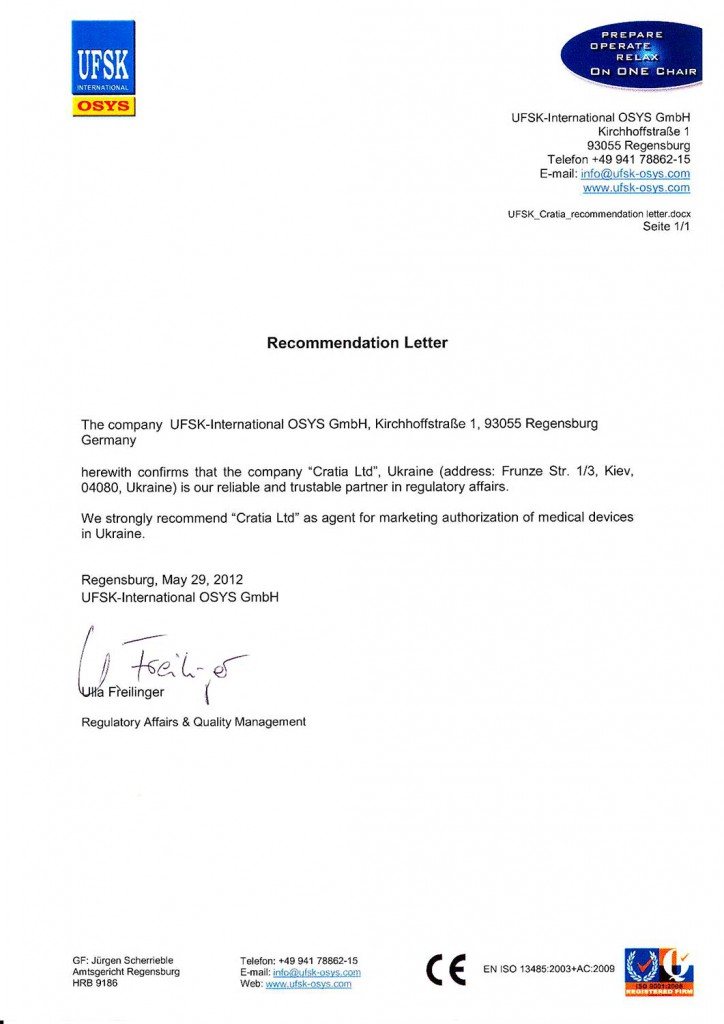 UFSK
INTERNATIONAL
OSYS
PREPARE
OPERATE
RELAX
ON ONE CHAIR
UFSK-International OSYS GmbH
Kirchhoffstraße 1
93055 Regensburg
Telefon +49 941 78862-15
E-mail: info@ufsk-osys.com
www.ufsk-osys.com
UFSK_Cratia_recommendation letter.docx
Seite 1/1
Recommendation Letter
The company UFSK-International OSYS GmbH, Kirchhoffstraße 1, 93055 Regensburg
Germany
herewith confirms that the company “Cratia Ltd”, Ukraine (address: Frunze Str. 1/3, Kiev,
04080, Ukraine) is our reliable and trustable partner in regulatory affairs.
We strongly recommend “Cratia Ltd” as agent for marketing authorization of medical devices
in Ukraine.
Regensburg, May 29, 2012
UFSK-International OSYS GmbH
Ulla Freilinger
Regulatory Affairs & Quality Management
GF: Jürgen Scherrieble
Amtsgericht Regensburg
HRB 9186
Telefon: +49 941 78862-15
E-mail: info@ufsk-osys.com
Web: www.ufsk-osys.com
CE
EN ISO 13485:2003+AC:2009
Q
ISO 9001:2008
REGISTERED FIRM